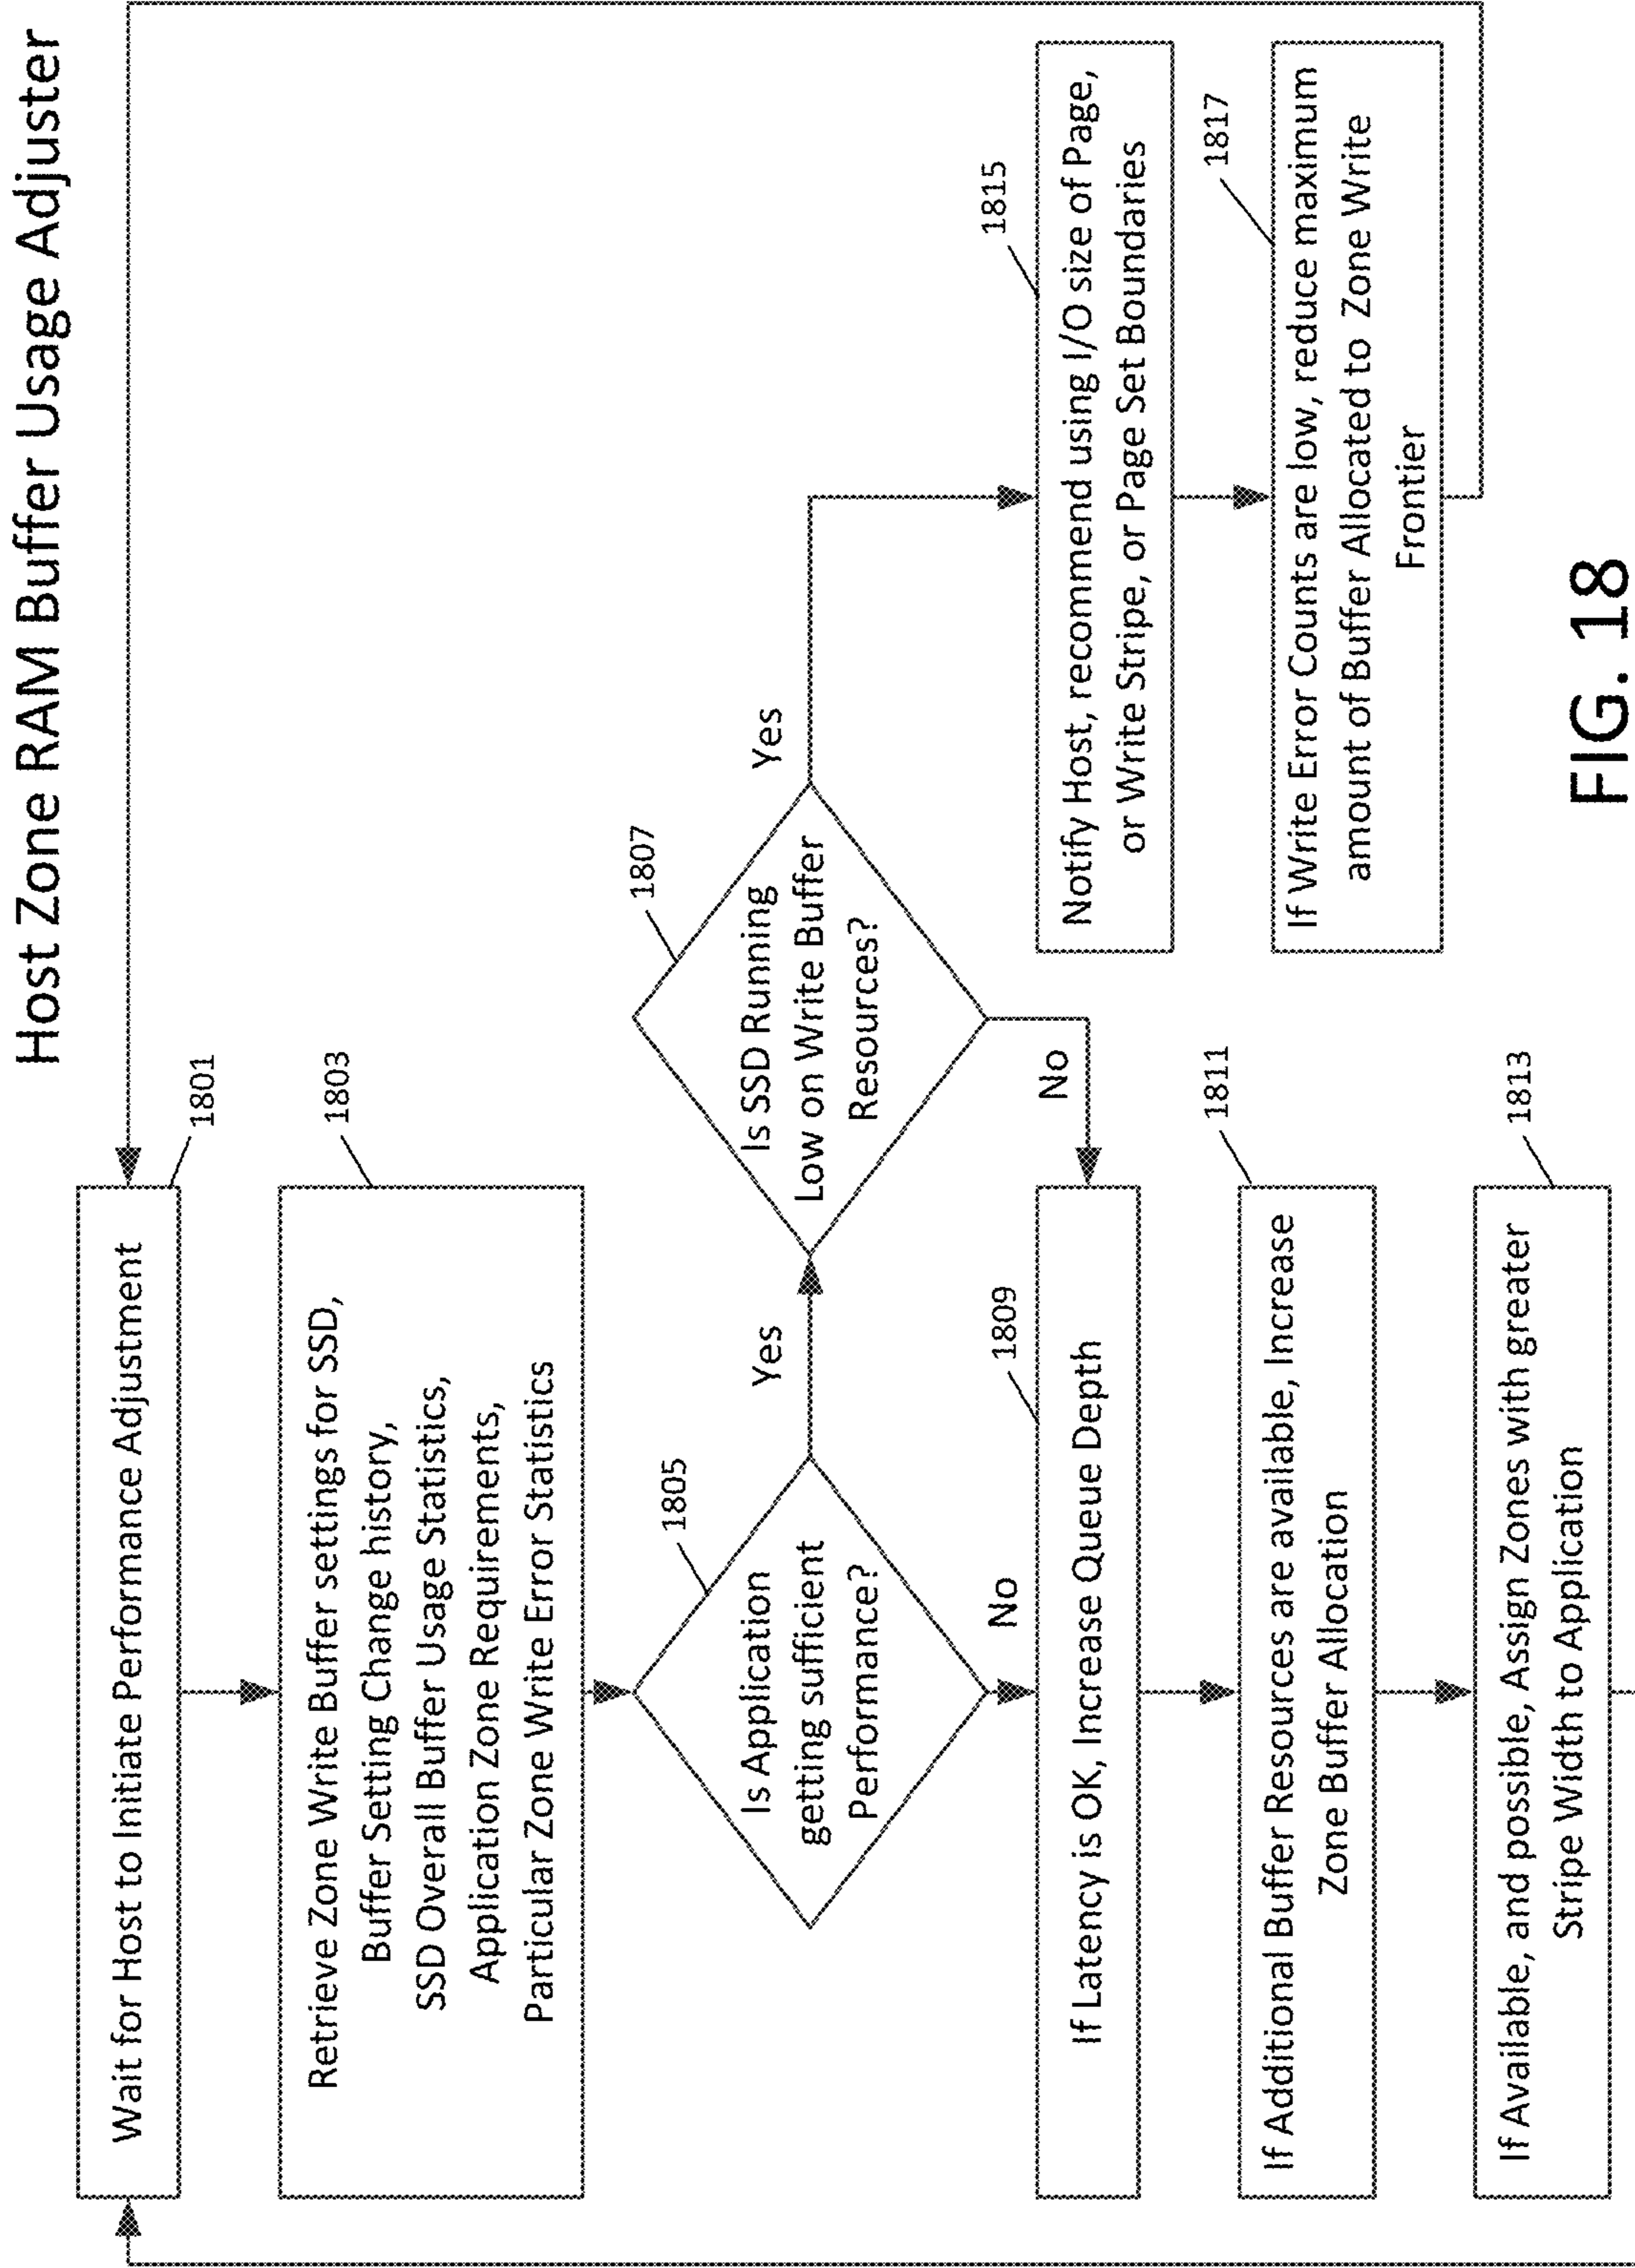 Host Zone RAM Buffer Usage Adjuster
Wait for Host to Initiate Performance Adjustment
1801
Retrieve Zone Write Buffer settings for SSD,
Buffer Setting Change history,
SSD Overall Buffer Usage Statistics,
Application Zone Requirements,
Particular Zone Write Error Statistics
1803
Is Application
getting sufficient
Performance?
1805
Yes
No
Is SSD Running
Low on Write Buffer
Resources?
1807
Yes
No
If Latency is OK, Increase Queue Depth
1809
If Additional Buffer Resources are available, Increase
Zone Buffer Allocation
1811
If Available, and possible, Assign Zones with greater
Stripe Width to Application
1813
Notify Host, recommend using I/O size of Page,
or Write Stripe, or Page Set Boundaries
1815
If Write Error Counts are low, reduce maximum
amount of Buffer Allocated to Zone Write
Frontier
1817
FIG. 18